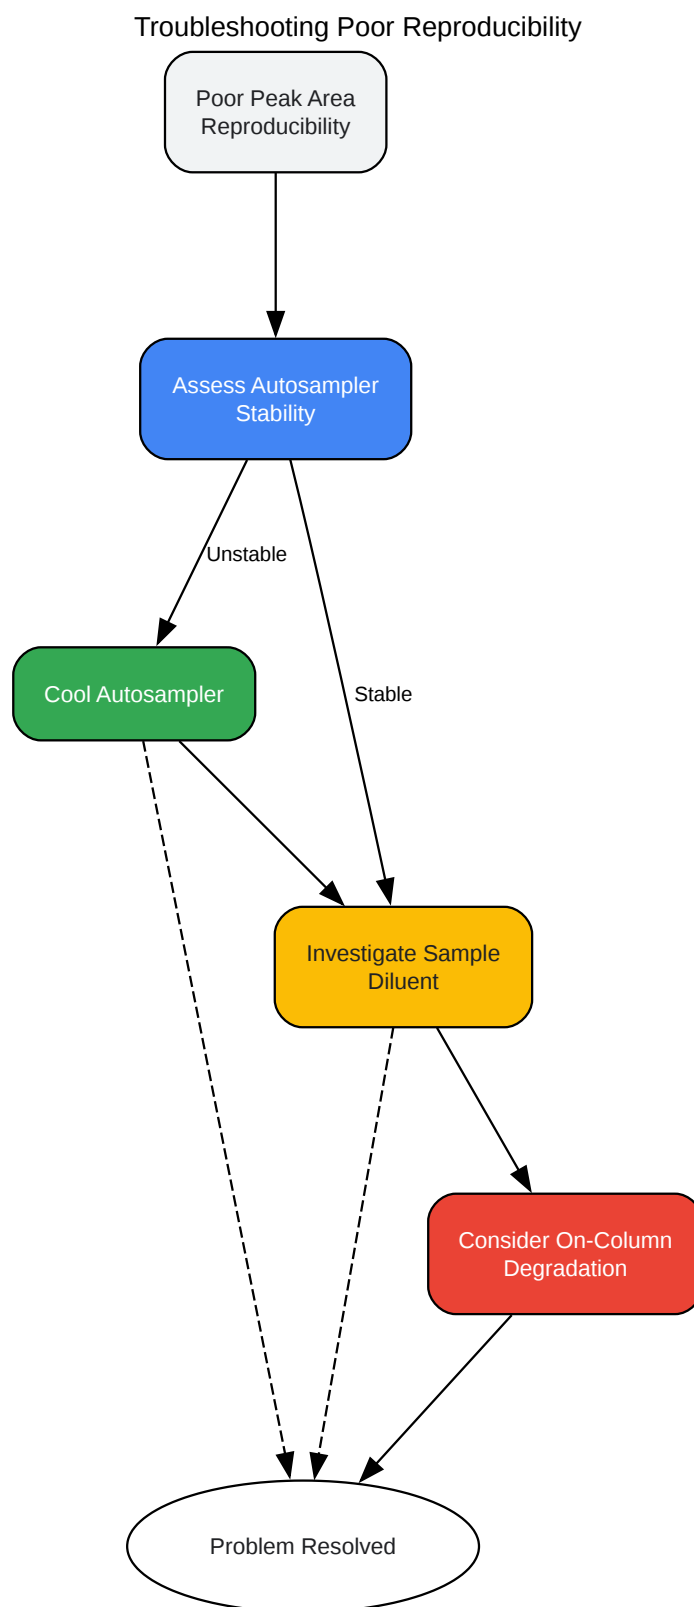 Troubleshooting Poor Reproducibility
Poor Peak Area
Reproducibility
Assess Autosampler
Stability
Unstable
Cool Autosampler
Stable
Investigate Sample
Diluent
Consider On-Column
Degradation
Problem Resolved